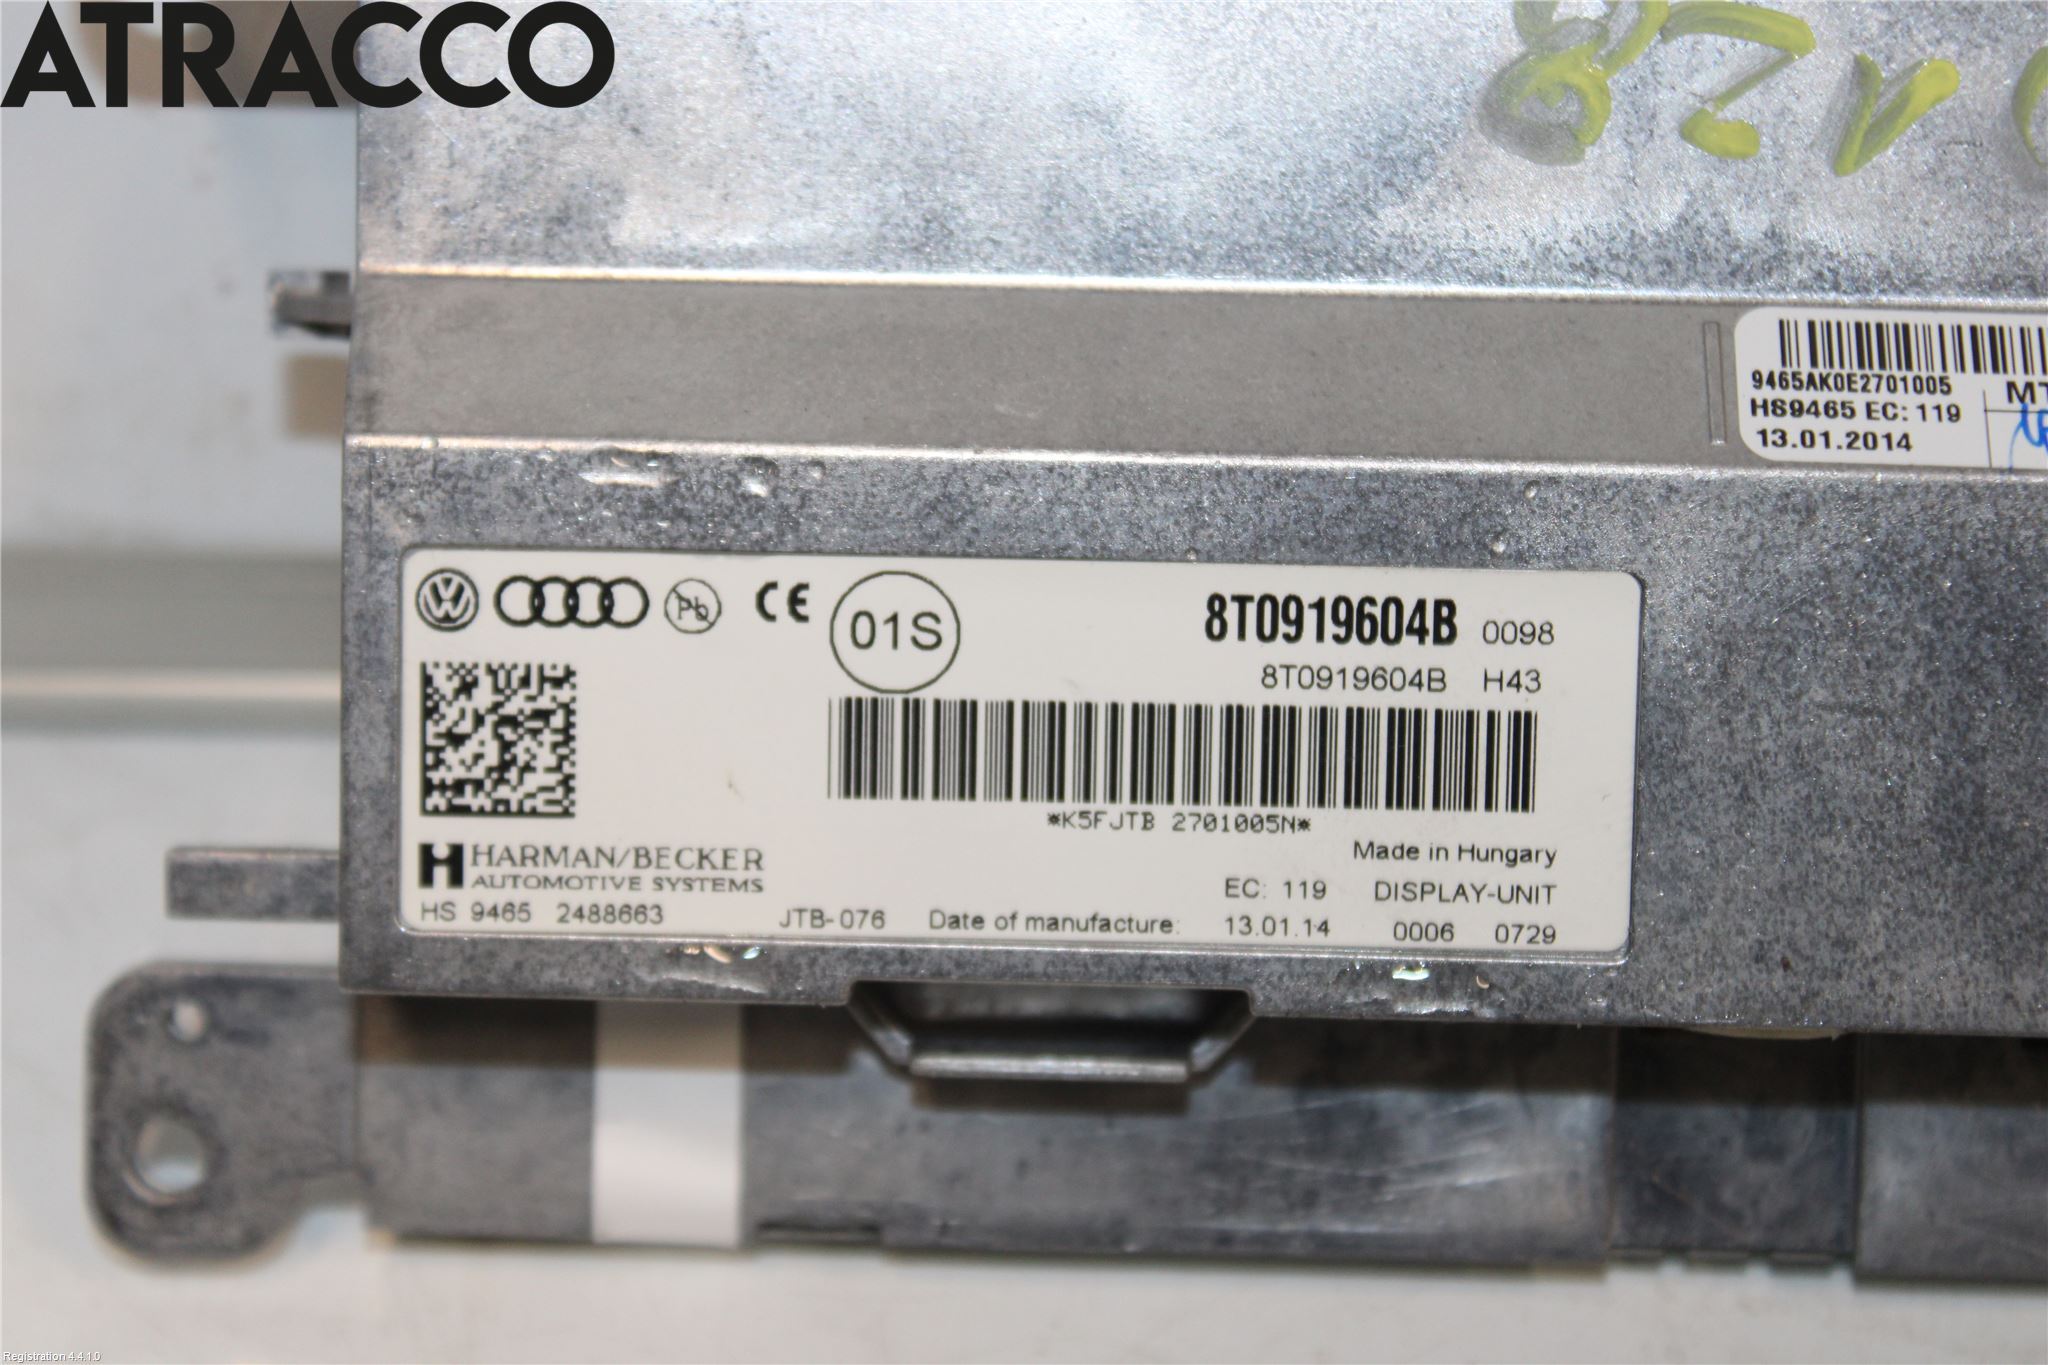 ATRACCO
9465AK0E2701005
HS9465 EC: 119
13.01.2014
01S
8T0919604B 0098
8T0919604B H43
*K5FJTB 2701005N*
Made in Hungary
HARMAN/BECKER
AUTOMOTIVE SYSTEMS
EC: 119 DISPLAY-UNIT
HS 9465 2488663 JTB-076 Date of manufacture: 13.01.14 0006 0729
Pb
CE
Registration 4.4.1.0